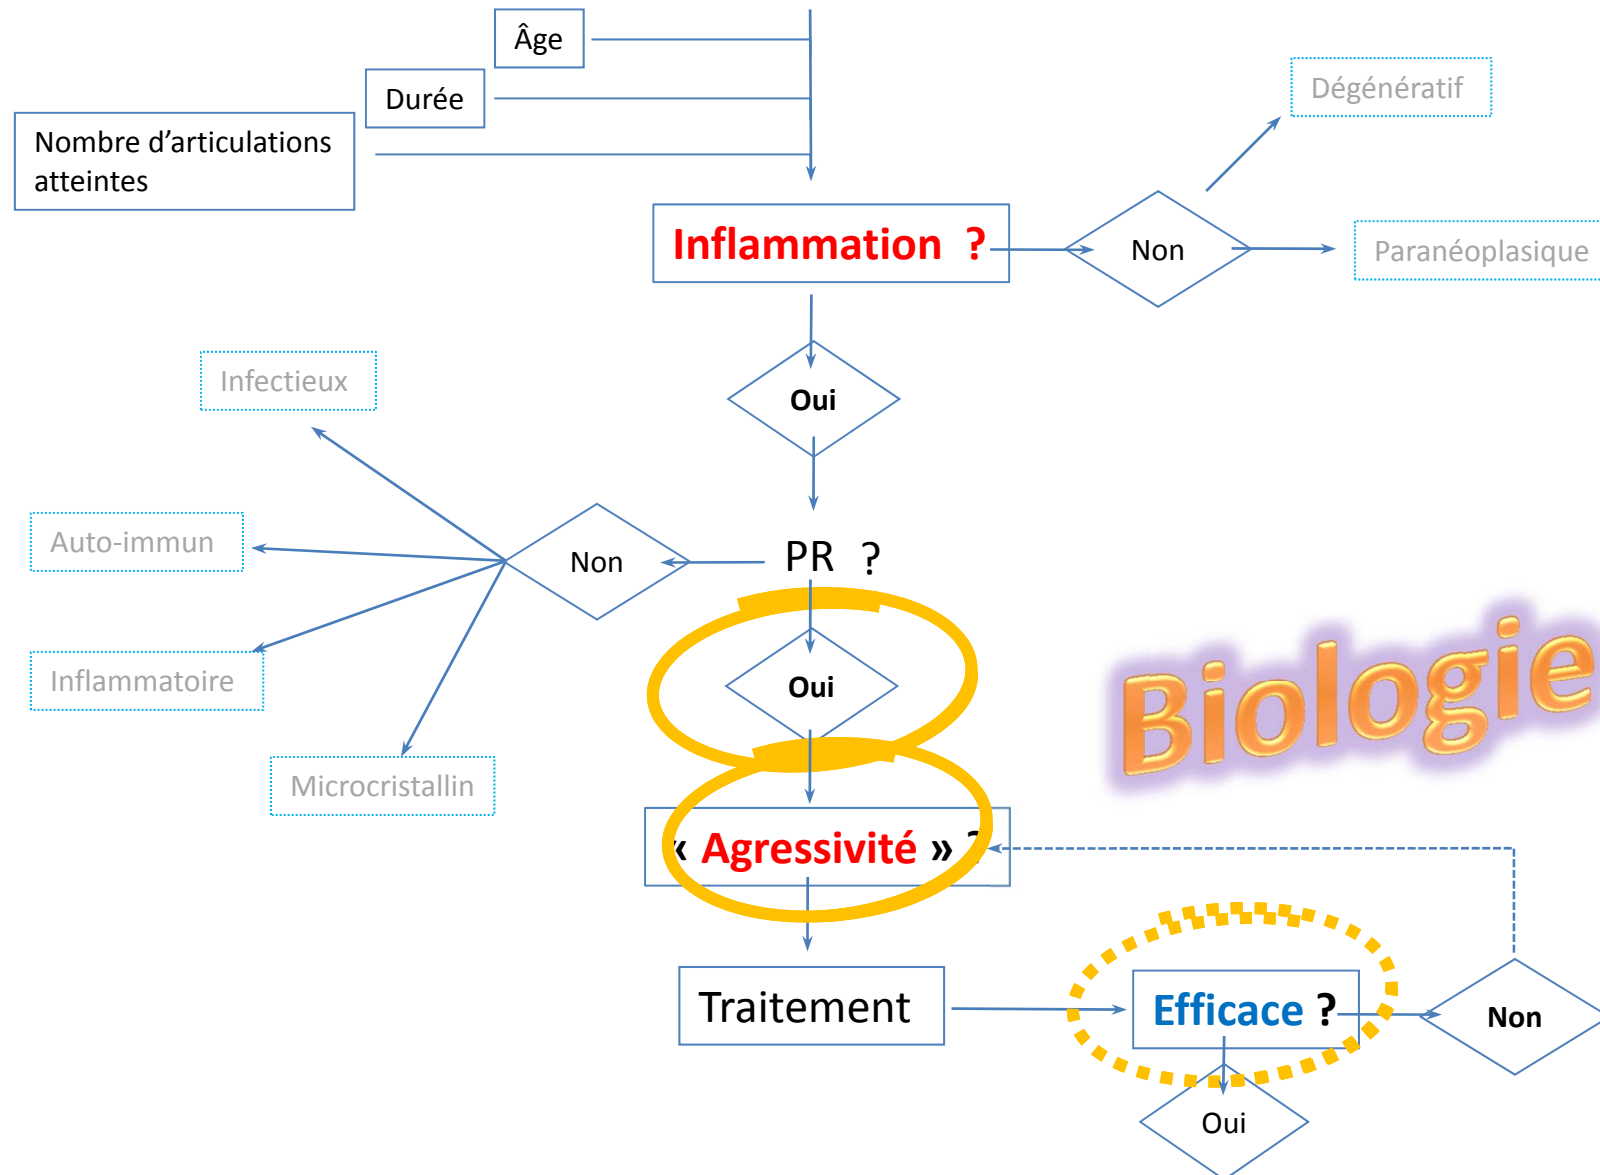 Âge
Durée
Nombre d'articulations
atteintes
Dégénératif
Inflammation ?
Non
Paranéoplasique
Oui
Infectieux
Auto-immun
Non
PR ?
Inflammatoire
Oui
Biologie
Microcristallin
« Agressivité » ?
Traitement
Efficace ?
Non
Oui